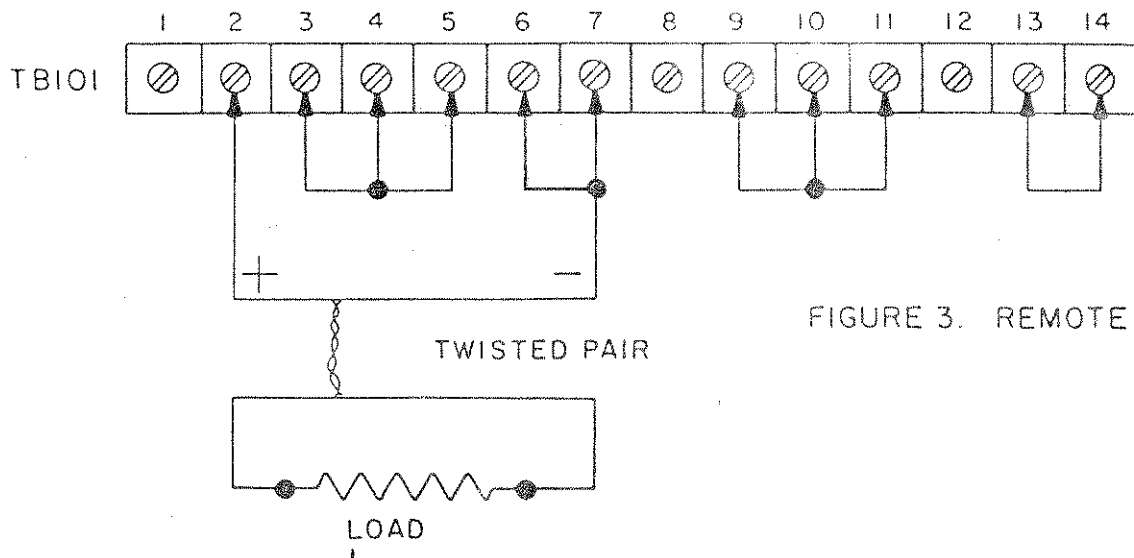 1 2 3 4 5 6 7 8 9 10 11 12 13 14
TB101
+ −
FIGURE 3. REMOTE
TWISTED PAIR
LOAD